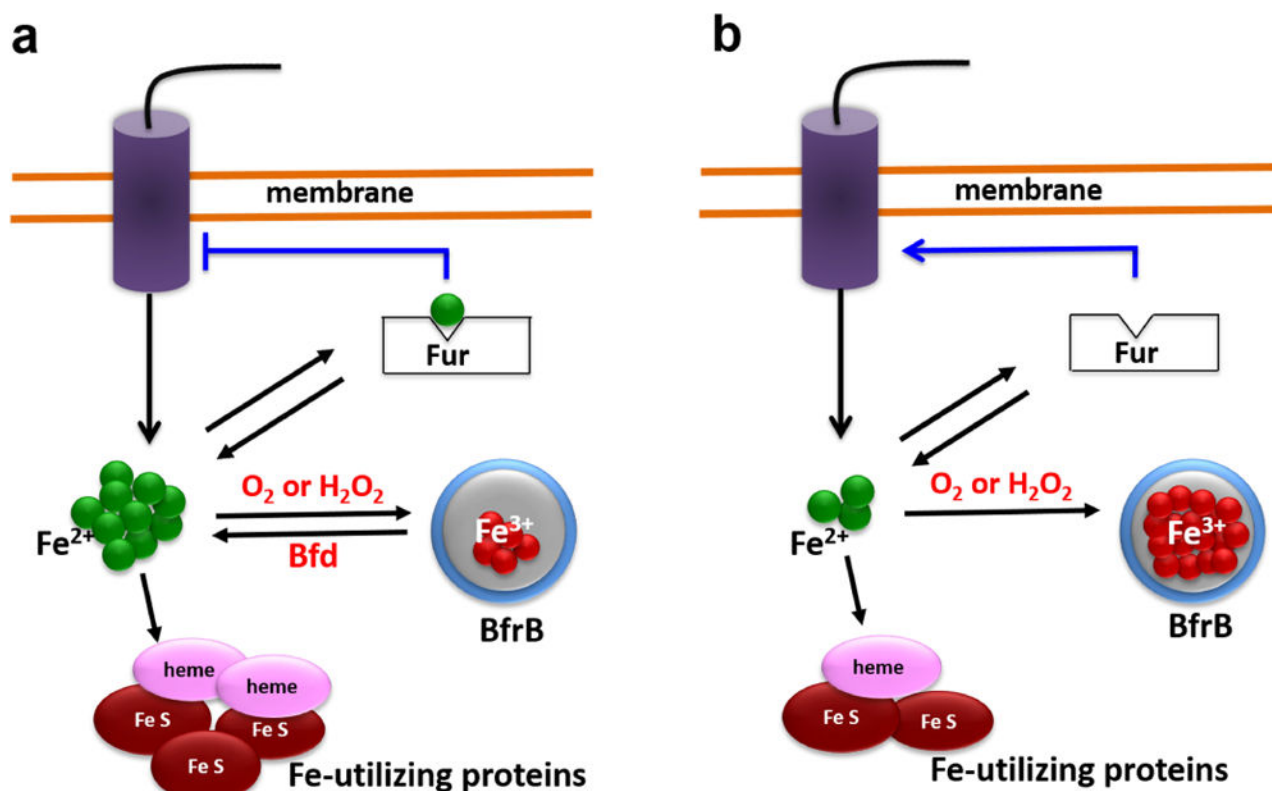 a
membrane
Fur
O₂ or H₂O₂
Fe²⁺
Bfd
Fe³⁺
BfrB
heme
heme
Fe S
Fe S
Fe S
Fe-utilizing proteins
b
membrane
Fur
O₂ or H₂O₂
Fe²⁺
Fe³⁺
BfrB
heme
Fe S
Fe S
Fe-utilizing proteins